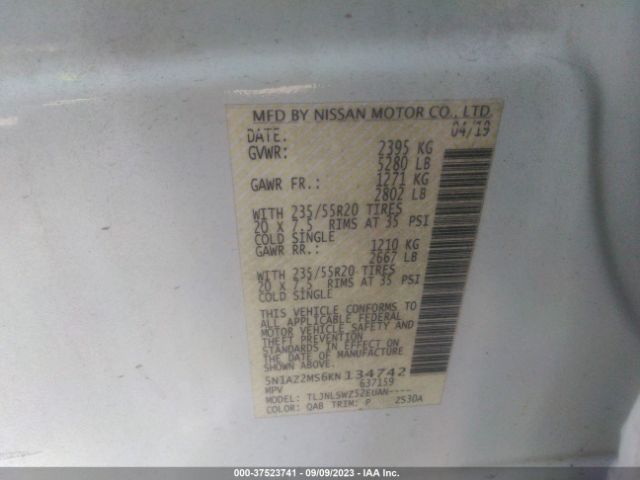 MFD BY NISSAN MOTOR CO., LTD.
DATE: 04/19
GVWR: 2395 KG
5280 LB
GAWR FR.: 1271 KG
2802 LB
WITH 235/55R20 TIRES
20 X 7.5 RIMS AT 35 PSI
COLD SINGLE
GAWR RR.: 1210 KG
2667 LB
WITH 235/55R20 TIRES
20 X 7.5 RIMS AT 35 PSI
COLD SINGLE
THIS VEHICLE CONFORMS TO
ALL APPLICABLE FEDERAL
MOTOR VEHICLE SAFETY AND
THEFT PREVENTION
STANDARDS IN EFFECT ON
THE DATE OF MANUFACTURE
SHOWN ABOVE.
5N1AZ2MS6KN134742
MPV 637159
MODEL: TLJNLSWZ52EUAN----
COLOR: QAB TRIM: P ZS30A
000-37523741 - 09/09/2023 - IAA Inc.